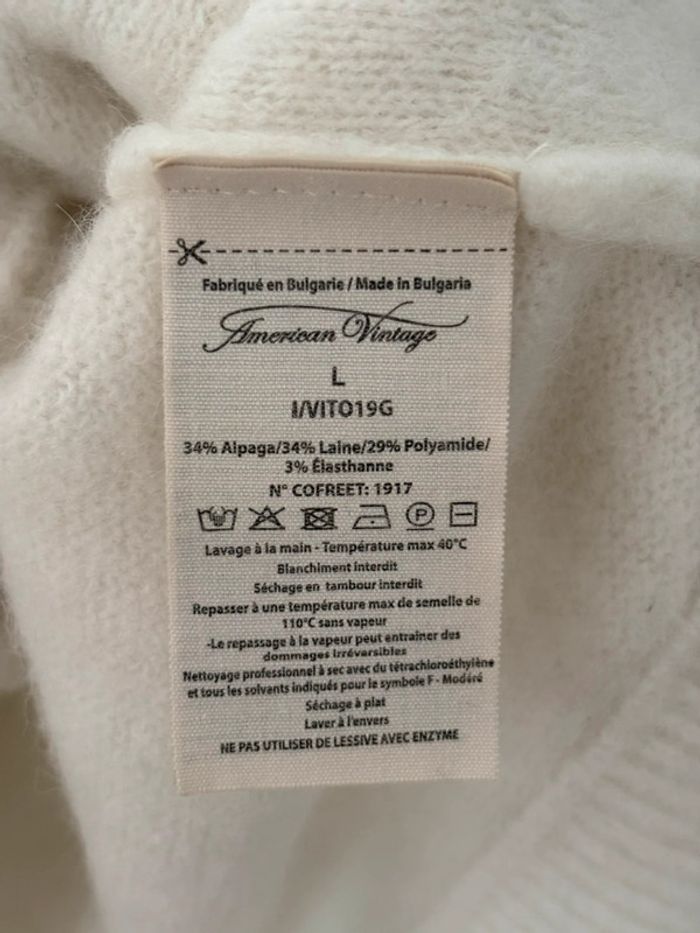 Fabriqué en Bulgarie / Made in Bulgaria
American Vintage
L
I/VITO19G
34% Alpaga/34% Laine/29% Polyamide/
3% Élasthanne
N° COFREET: 1917
P
Lavage à la main - Température max 40°C
Blanchiment interdit
Séchage en tambour interdit
Repasser à une température max de semelle de
110°C sans vapeur
-Le repassage à la vapeur peut entrainer des
dommages irréversibles
Nettoyage professionnel à sec avec du tétrachloroéthylène
et tous les solvants indiqués pour le symbole F - Modéré
Séchage à plat
Laver à l'envers
NE PAS UTILISER DE LESSIVE AVEC ENZYME